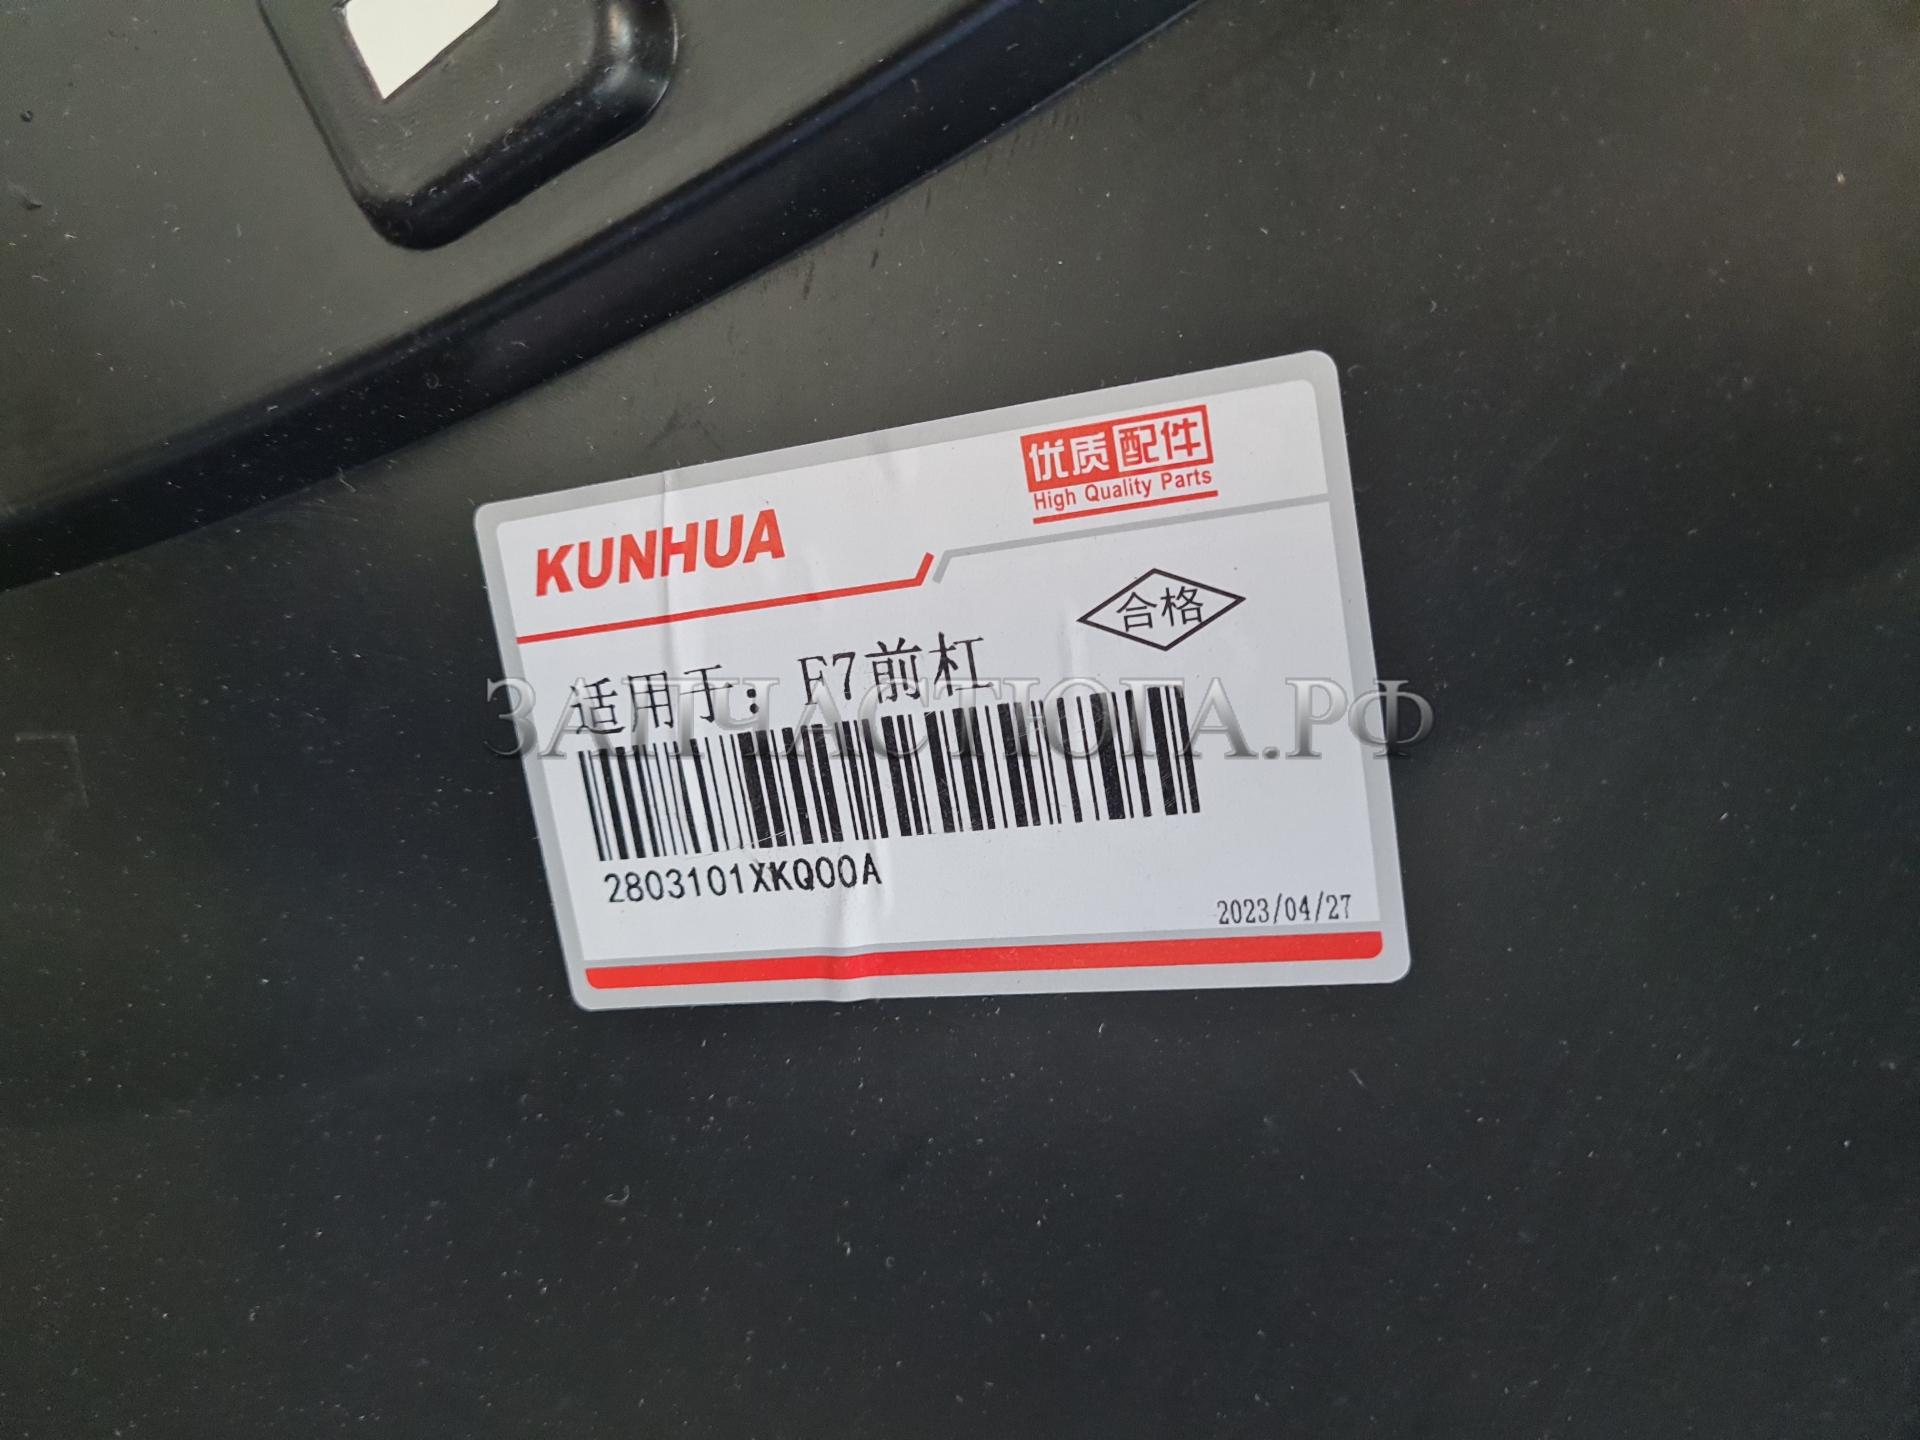 优质配件
High Quality Parts
KUNHUA
合格
适用于：F7前杠
ЗАПЧАСТЮГА.РФ
2803101XKQ00A
2023/04/27